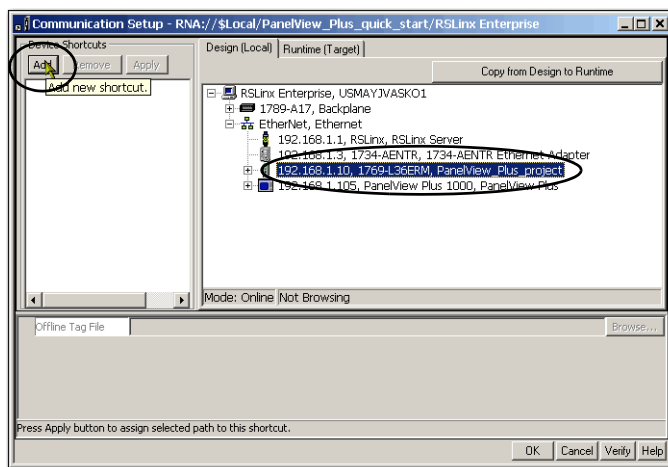 Communication Setup - RNA://$Local/PanelView_Plus_quick_start/RSLinx Enterprise
Device Shortcuts
Add Remove Apply
Add new shortcut.
Design (Local) Runtime (Target)
Copy from Design to Runtime
RSLinx Enterprise, USMAYJVASKO1
1789-A17, Backplane
EtherNet, Ethernet
192.168.1.1, RSLinx, RSLinx Server
192.168.1.3, 1734-AENTR, 1734-AENTR Ethernet Adapter
192.168.1.10, 1769-L36ERM, PanelView_Plus_project
192.168.1.105, PanelView Plus 1000, PanelView Plus
Mode: Online Not Browsing
Offline Tag File
Browse...
Press Apply button to assign selected path to this shortcut.
OK Cancel Verify Help